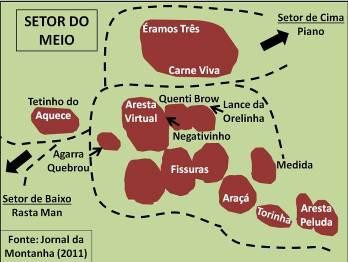 SETOR DO
MEIO
Éramos Três
Carne Viva
Setor de Cima
Piano
Tetinho do
Aquece
Aresta
Virtual
Quenti Brow
Lance da
Orelinha
Negativinho
Agarra
Quebrou
Fissuras
Medida
Setor de Baixo
Rasta Man
Araçá
Torinha
Aresta
Peluda
Fonte: Jornal da
Montanha (2011)